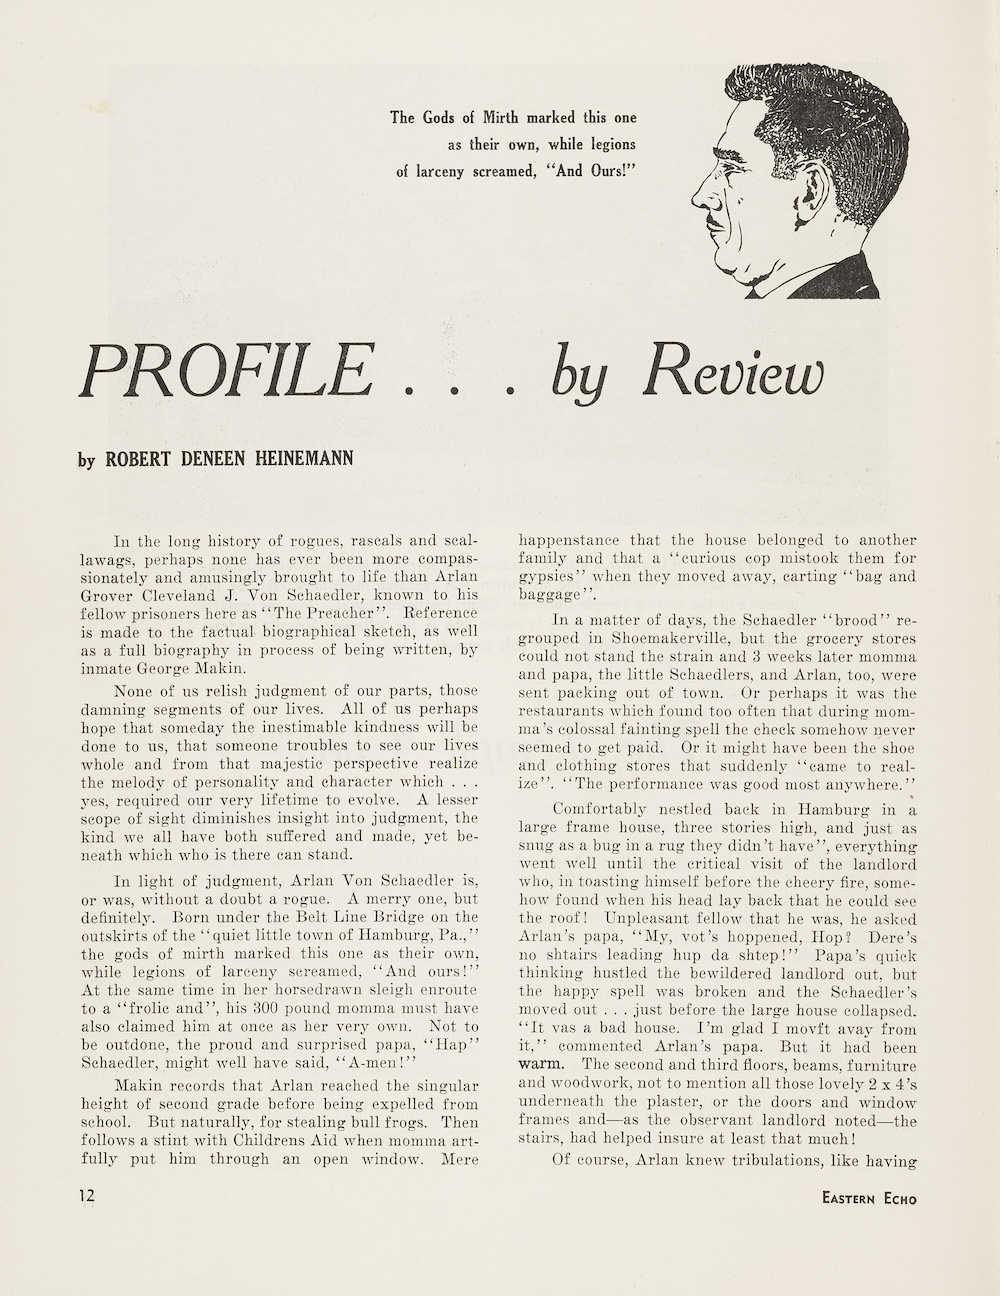 The Gods of Mirth marked this one
as their own, while legions
of larceny screamed, "And Ours!"
PROFILE . . . by Review
by ROBERT DENEEN HEINEMANN
In the long history of rogues, rascals and scal-
lawags, perhaps none has ever been more compas-
sionately and amusingly brought to life than Arlan
Grover Cleveland J. Von Schaedler, known to his
fellow prisoners here as "The Preacher". Reference
is made to the factual biographical sketch, as well
as a full biography in process of being written, by
inmate George Makin.
None of us relish judgment of our parts, those
damning segments of our lives. All of us perhaps
hope that someday the inestimable kindness will be
done to us, that someone troubles to see our lives
whole and from that majestic perspective realize
the melody of personality and character which . . .
yes, required our very lifetime to evolve. A lesser
scope of sight diminishes insight into judgment, the
kind we all have both suffered and made, yet be-
neath which who is there can stand.
In light of judgment, Arlan Von Schaedler is,
or was, without a doubt a rogue. A merry one, but
definitely. Born under the Belt Line Bridge on the
outskirts of the "quiet little town of Hamburg, Pa.,"
the gods of mirth marked this one as their own,
while legions of larceny screamed, "And ours!"
At the same time in her horsedrawn sleigh enroute
to a "frolic and", his 300 pound momma must have
also claimed him at once as her very own. Not to
be outdone, the proud and surprised papa, "Hap"
Schaedler, might well have said, "A-men!"
Makin records that Arlan reached the singular
height of second grade before being expelled from
school. But naturally, for stealing bull frogs. Then
follows a stint with Childrens Aid when momma art-
fully put him through an open window. Mere
happenstance that the house belonged to another
family and that a "curious cop mistook them for
gypsies" when they moved away, carting "bag and
baggage".
In a matter of days, the Schaedler "brood" re-
grouped in Shoemakerville, but the grocery stores
could not stand the strain and 3 weeks later momma
and papa, the little Schaedlers, and Arlan, too, were
sent packing out of town. Or perhaps it was the
restaurants which found too often that during mom-
ma's colossal fainting spell the check somehow never
seemed to get paid. Or it might have been the shoe
and clothing stores that suddenly "came to real-
ize". "The performance was good most anywhere."
Comfortably nestled back in Hamburg in a
large frame house, three stories high, and just as
snug as a bug in a rug they didn't have", everything
went well until the critical visit of the landlord
who, in toasting himself before the cheery fire, some-
how found when his head lay back that he could see
the roof! Unpleasant fellow that he was, he asked
Arlan's papa, "My, vot's hoppened, Hop? Dere's
no shtairs leading hup da shtep!" Papa's quick
thinking hustled the bewildered landlord out, but
the happy spell was broken and the Schaedler's
moved out . . . just before the large house collapsed.
"It vas a bad house. I'm glad I movft avay from
it," commented Arlan's papa. But it had been
warm. The second and third floors, beams, furniture
and woodwork, not to mention all those lovely 2 x 4's
underneath the plaster, or the doors and window
frames and—as the observant landlord noted—the
stairs, had helped insure at least that much!
Of course, Arlan knew tribulations, like having
12
EASTERN ECHO